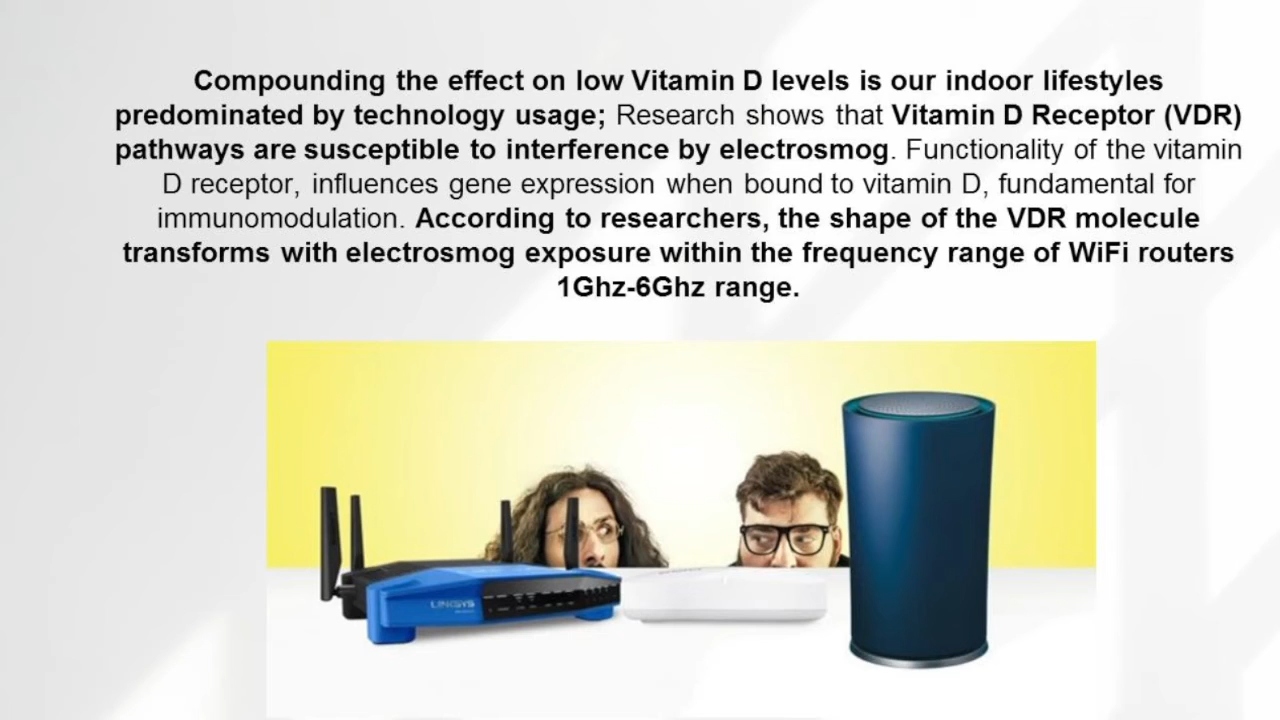 Compounding the effect on low Vitamin D levels is our indoor lifestyles
predominated by technology usage; Research shows that Vitamin D Receptor (VDR)
pathways are susceptible to interference by electrosmog. Functionality of the vitamin
D receptor, influences gene expression when bound to vitamin D, fundamental for
immunomodulation. According to researchers, the shape of the VDR molecule
transforms with electrosmog exposure within the frequency range of WiFi routers
1Ghz-6Ghz range.
LINKSYS